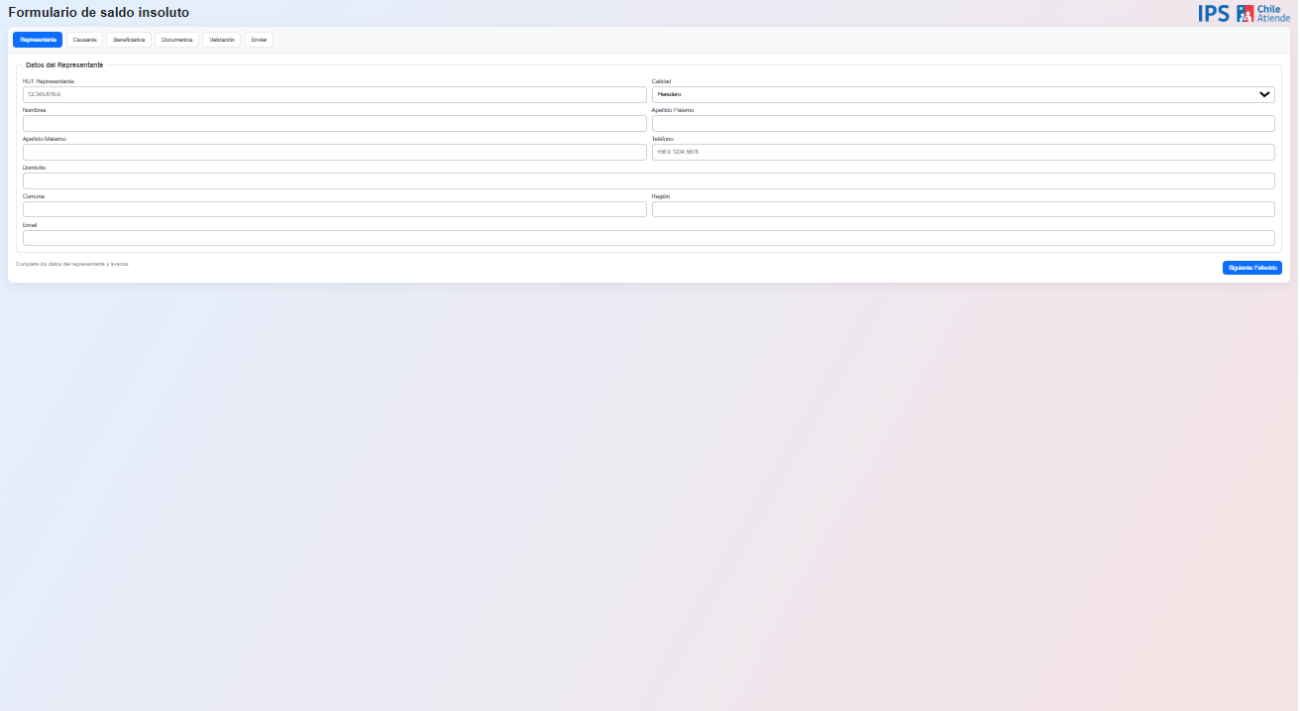 Formulario de saldo insoluto
IPS Chile Atiende
Representante Causante Beneficiarios Documentos Validación Enviar
Datos del Representante
RUT Representante Calidad
12.345.678-9 Heredero
Nombres Apellido Paterno
Apellido Materno Teléfono
+56 9 1234 5678
Domicilio
Comuna Región
Email
Complete los datos del representante y avance.
Siguiente: Fallecido